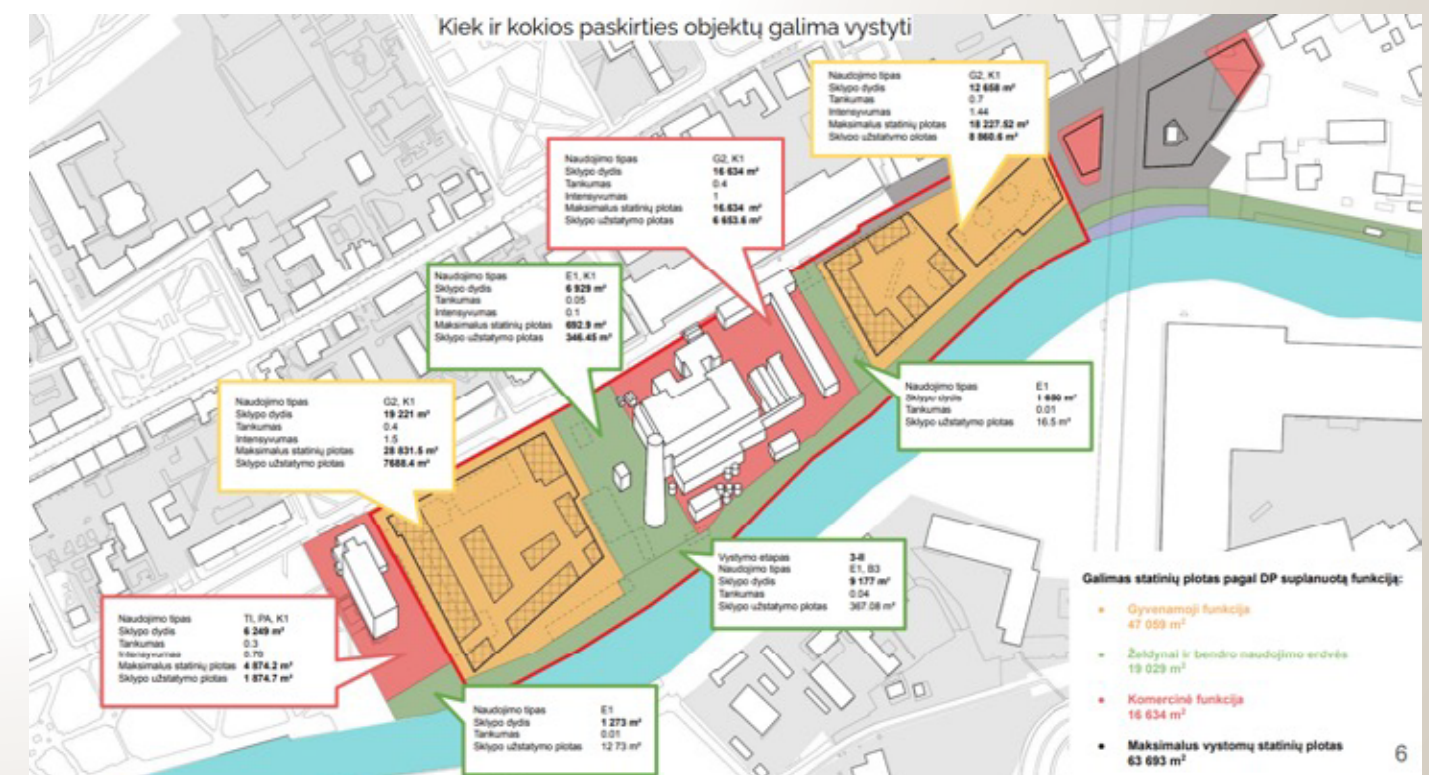 Kiek ir kokios paskirties objektų galima vystyti
Naudojimo tipas G2, K1
Sklypo dydis 12 658 m²
Tankumas 0.7
Intensyvumas 1.44
Maksimalus statinių plotas 18 227.52 m²
Sklypo užstatymo plotas 8 860.6 m²
Naudojimo tipas G2, K1
Sklypo dydis 16 634 m²
Tankumas 0.4
Intensyvumas 1
Maksimalus statinių plotas 16.634 m²
Sklypo užstatymo plotas 6 653.6 m²
Naudojimo tipas E1, K1
Sklypo dydis 6 929 m²
Tankumas 0.05
Intensyvumas 0.1
Maksimalus statinių plotas 692.9 m²
Sklypo užstatymo plotas 346.45 m²
Naudojimo tipas E1
Sklypo dydis 1 650 m²
Tankumas 0.01
Sklypo užstatymo plotas 16.5 m²
Naudojimo tipas G2, K1
Sklypo dydis 19 221 m²
Tankumas 0.4
Intensyvumas 1.5
Maksimalus statinių plotas 28 831.5 m²
Sklypo užstatymo plotas 7688.4 m²
Vystymo etapas 3-II
Naudojimo tipas E1, B3
Sklypo dydis 9 177 m²
Tankumas 0.04
Sklypo užstatymo plotas 367.08 m²
Naudojimo tipas TI, PA, K1
Sklypo dydis 6 249 m²
Tankumas 0.3
Intensyvumas 0.70
Maksimalus statinių plotas 4 874.2 m²
Sklypo užstatymo plotas 1 874.7 m²
Naudojimo tipas E1
Sklypo dydis 1 273 m²
Tankumas 0.01
Sklypo užstatymo plotas 12 73 m²
Galimas statinių plotas pagal DP suplanuotą funkciją:
Gyvenamoji funkcija
47 059 m²
Želdynai ir bendro naudojimo erdvės
19 029 m²
Komercinė funkcija
16 634 m²
Maksimalus vystomų statinių plotas
63 693 m²
6